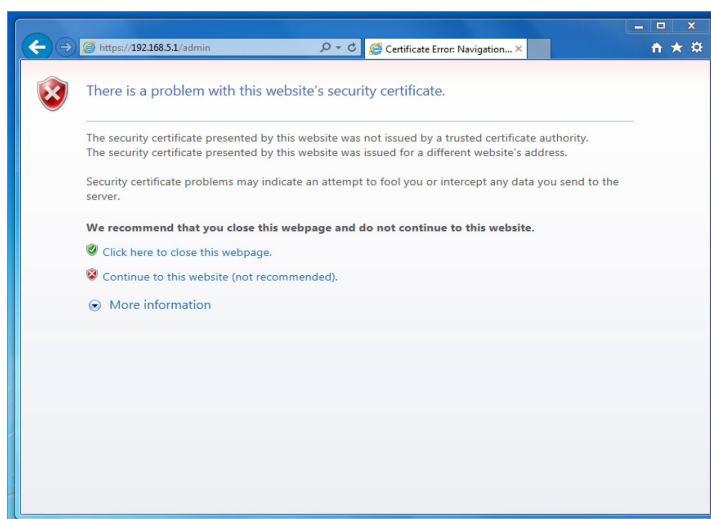 https://192.168.5.1/admin
Certificate Error: Navigation...
There is a problem with this website's security certificate.
The security certificate presented by this website was not issued by a trusted certificate authority.
The security certificate presented by this website was issued for a different website's address.
Security certificate problems may indicate an attempt to fool you or intercept any data you send to the
server.
We recommend that you close this webpage and do not continue to this website.
Click here to close this webpage.
Continue to this website (not recommended).
More information